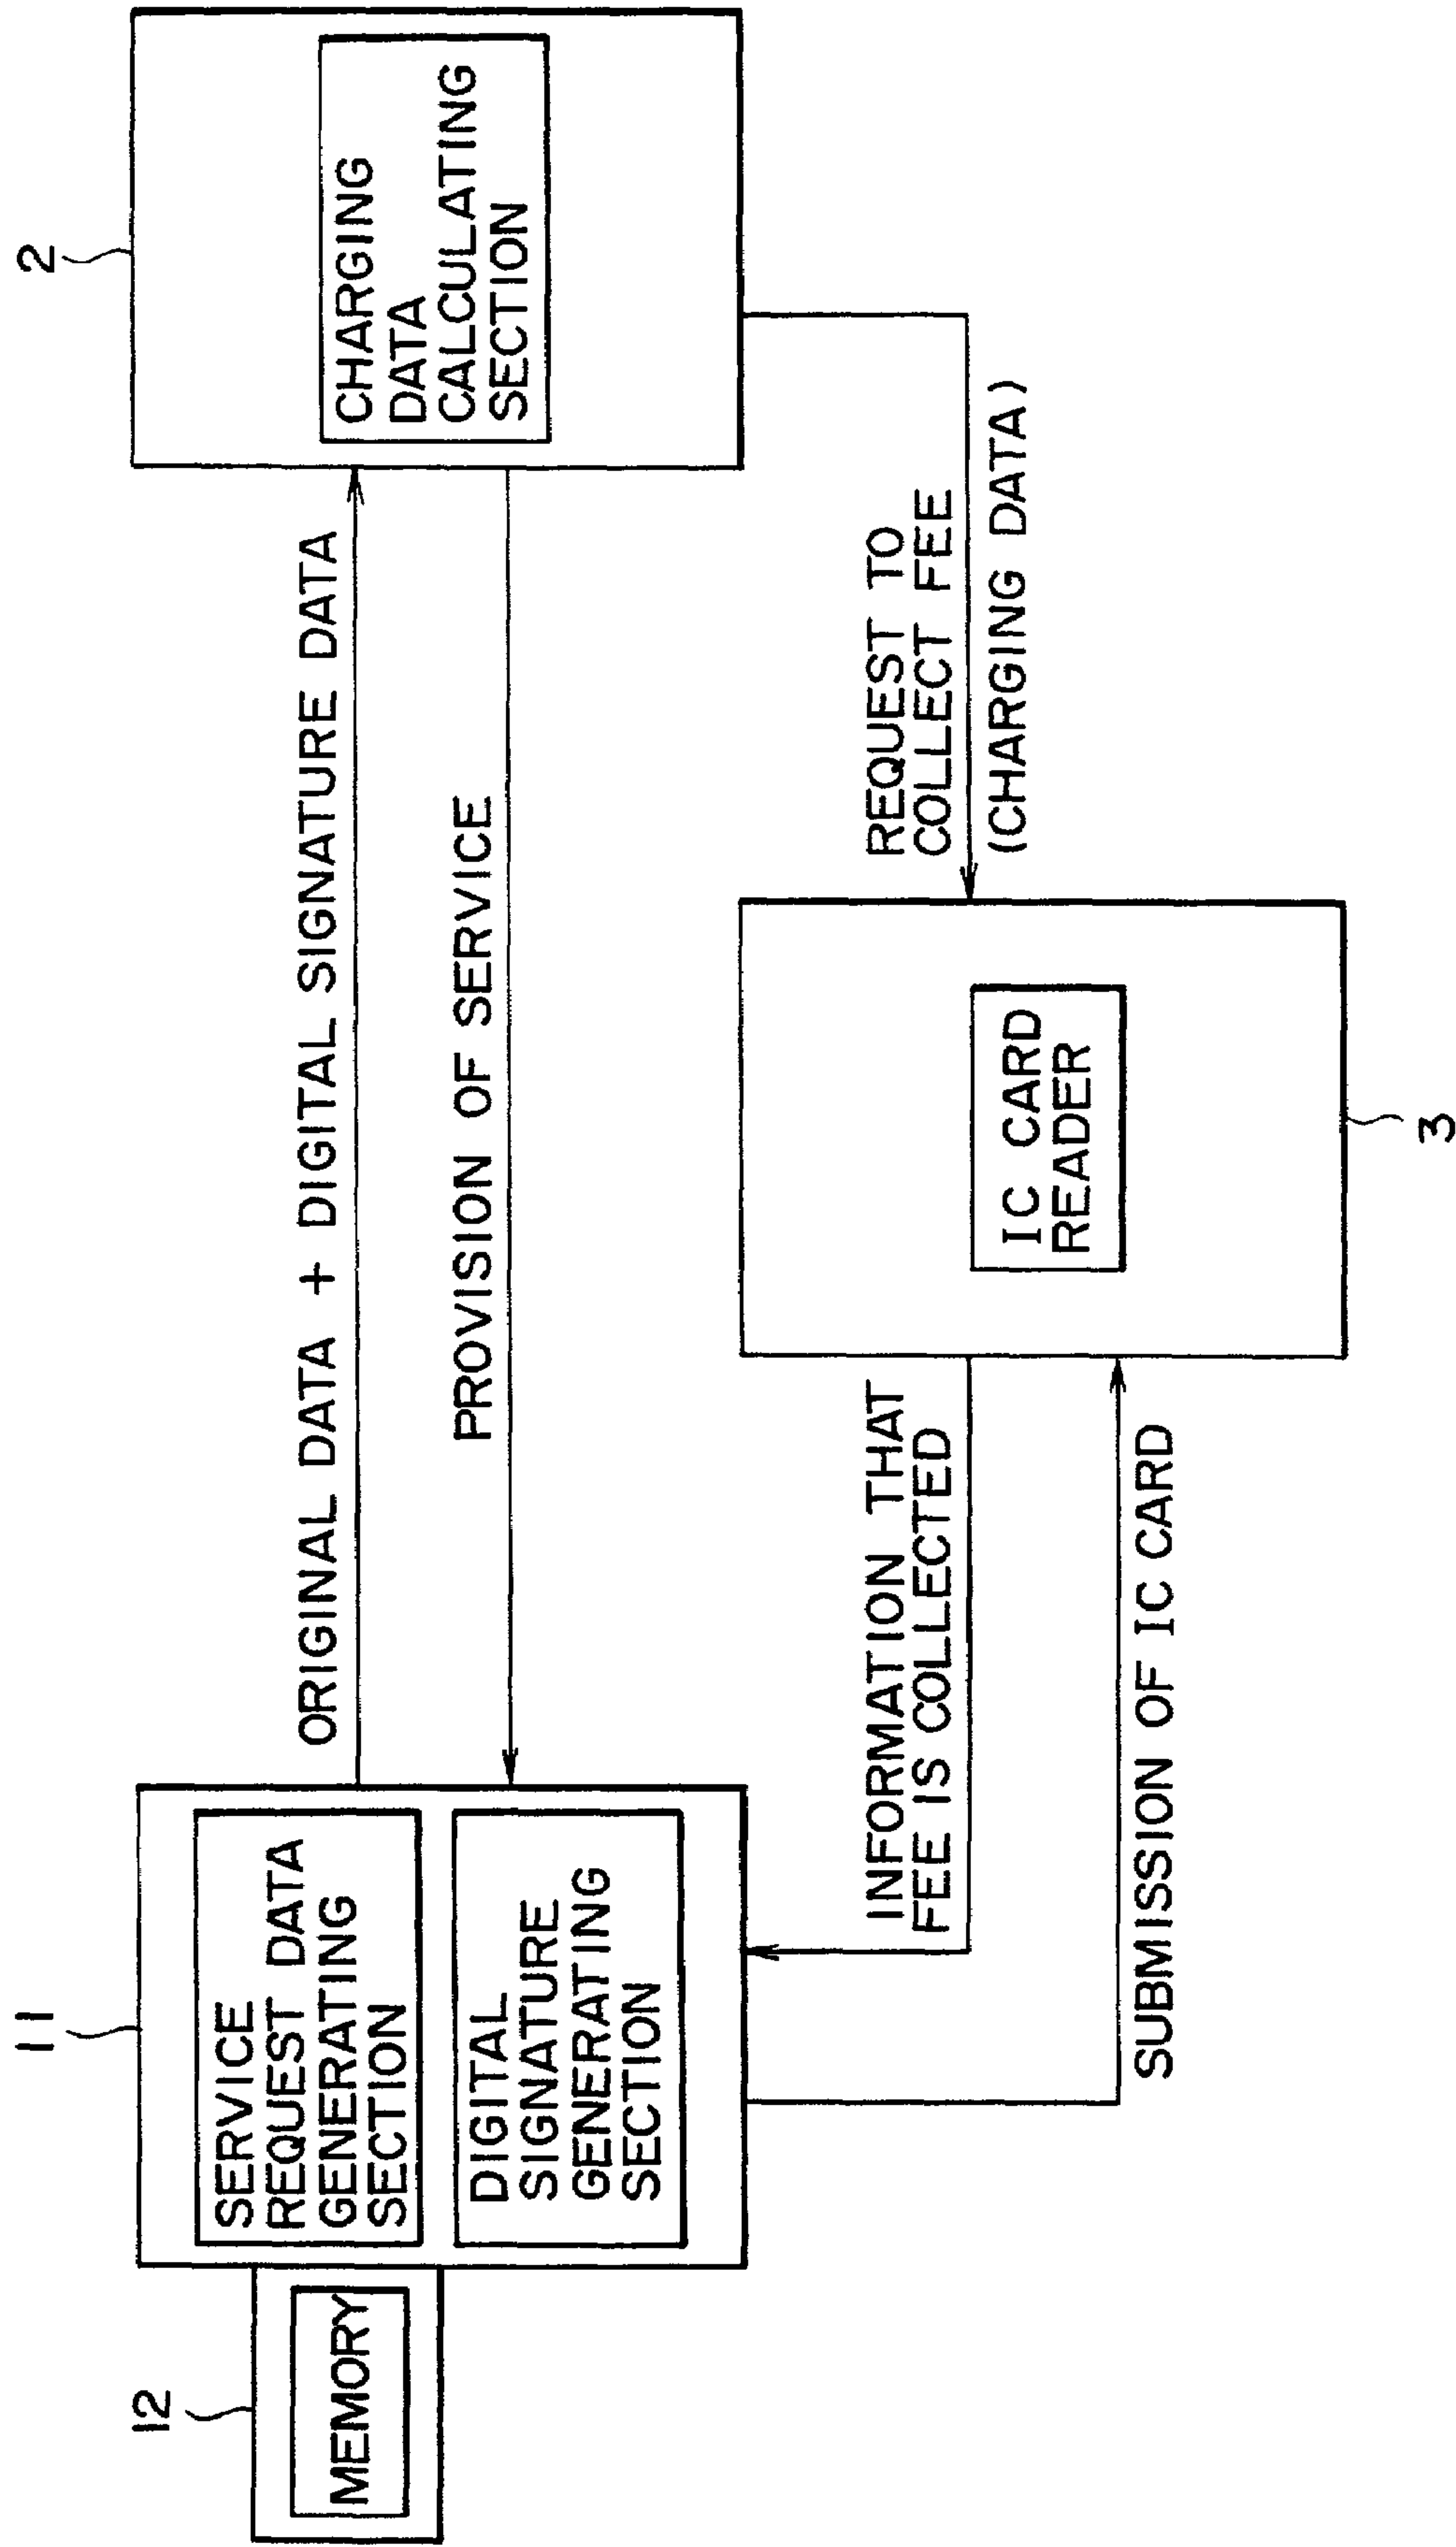 12
MEMORY
11
SERVICE
REQUEST DATA
GENERATING
SECTION
DIGITAL
SIGNATURE
GENERATING
SECTION
ORIGINAL DATA + DIGITAL SIGNATURE DATA
PROVISION OF SERVICE
2
CHARGING
DATA
CALCULATING
SECTION
INFORMATION THAT
FEE IS COLLECTED
SUBMISSION OF IC CARD
IC CARD
READER
3
REQUEST TO
COLLECT FEE
(CHARGING DATA)